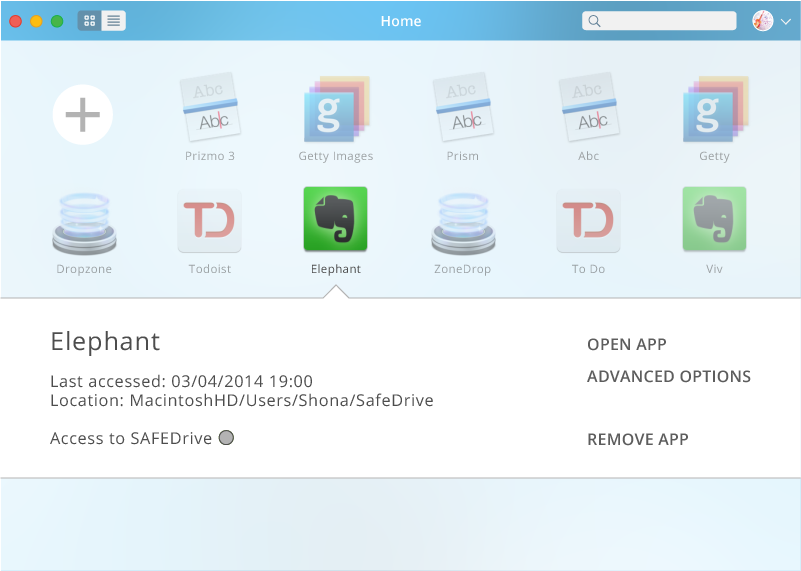 Home
Abc
Abc
g
Abc
Abc
Abc
Abc
g
Prizmo 3
Getty Images
Prism
Abc
Getty
TD
TD
Dropzone
Todoist
Elephant
ZoneDrop
To Do
Viv
Elephant
OPEN APP
Last accessed: 03/04/2014 19:00
ADVANCED OPTIONS
Location: MacintoshHD/Users/Shona/SafeDrive
Access to SAFEDrive
REMOVE APP